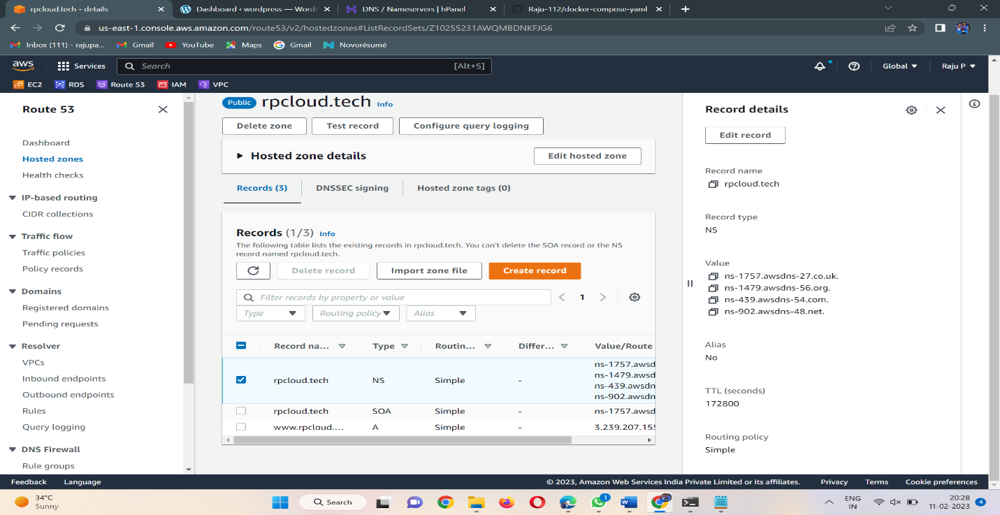 rpcloud.tech - details
Dashboard ‹ wordpress — Word
DNS / Nameservers | hPanel
Raju-112/docker-compose-yaml
us-east-1.console.aws.amazon.com/route53/v2/hostedzones#ListRecordSets/Z10255231AWQMBDNKFJG6
Inbox (111) - rajupa...
Gmail
YouTube
Maps
Gmail
Novorésumé
aws
Services
Search
[Alt+S]
Global
Raju P
EC2
RDS
Route 53
IAM
VPC
Route 53
Dashboard
Hosted zones
Health checks
IP-based routing
CIDR collections
Traffic flow
Traffic policies
Policy records
Domains
Registered domains
Pending requests
Resolver
VPCs
Inbound endpoints
Outbound endpoints
Rules
Query logging
DNS Firewall
Rule groups
Public rpcloud.tech Info
Delete zone
Test record
Configure query logging
Hosted zone details
Edit hosted zone
Records (3)
DNSSEC signing
Hosted zone tags (0)
Records (1/3) Info
The following table lists the existing records in rpcloud.tech. You can't delete the SOA record or the NS
record named rpcloud.tech.
Delete record
Import zone file
Create record
Filter records by property or value
1
Type
Routing policy
Alias
Record na...
Type
Routin...
Differ...
Value/Route
rpcloud.tech
NS
Simple
-
ns-1757.awsd
ns-1479.awsd
ns-439.awsdn
ns-902.awsdn
rpcloud.tech
SOA
Simple
-
ns-1757.awsd
www.rpcloud....
A
Simple
-
3.239.207.155
Record details
Edit record
Record name
rpcloud.tech
Record type
NS
Value
ns-1757.awsdns-27.co.uk.
ns-1479.awsdns-56.org.
ns-439.awsdns-54.com.
ns-902.awsdns-48.net.
Alias
No
TTL (seconds)
172800
Routing policy
Simple
Feedback
Language
© 2023, Amazon Web Services India Private Limited or its affiliates.
Privacy
Terms
Cookie preferences
34°C
Sunny
Search
1
ENG
IN
20:28
11-02-2023
4